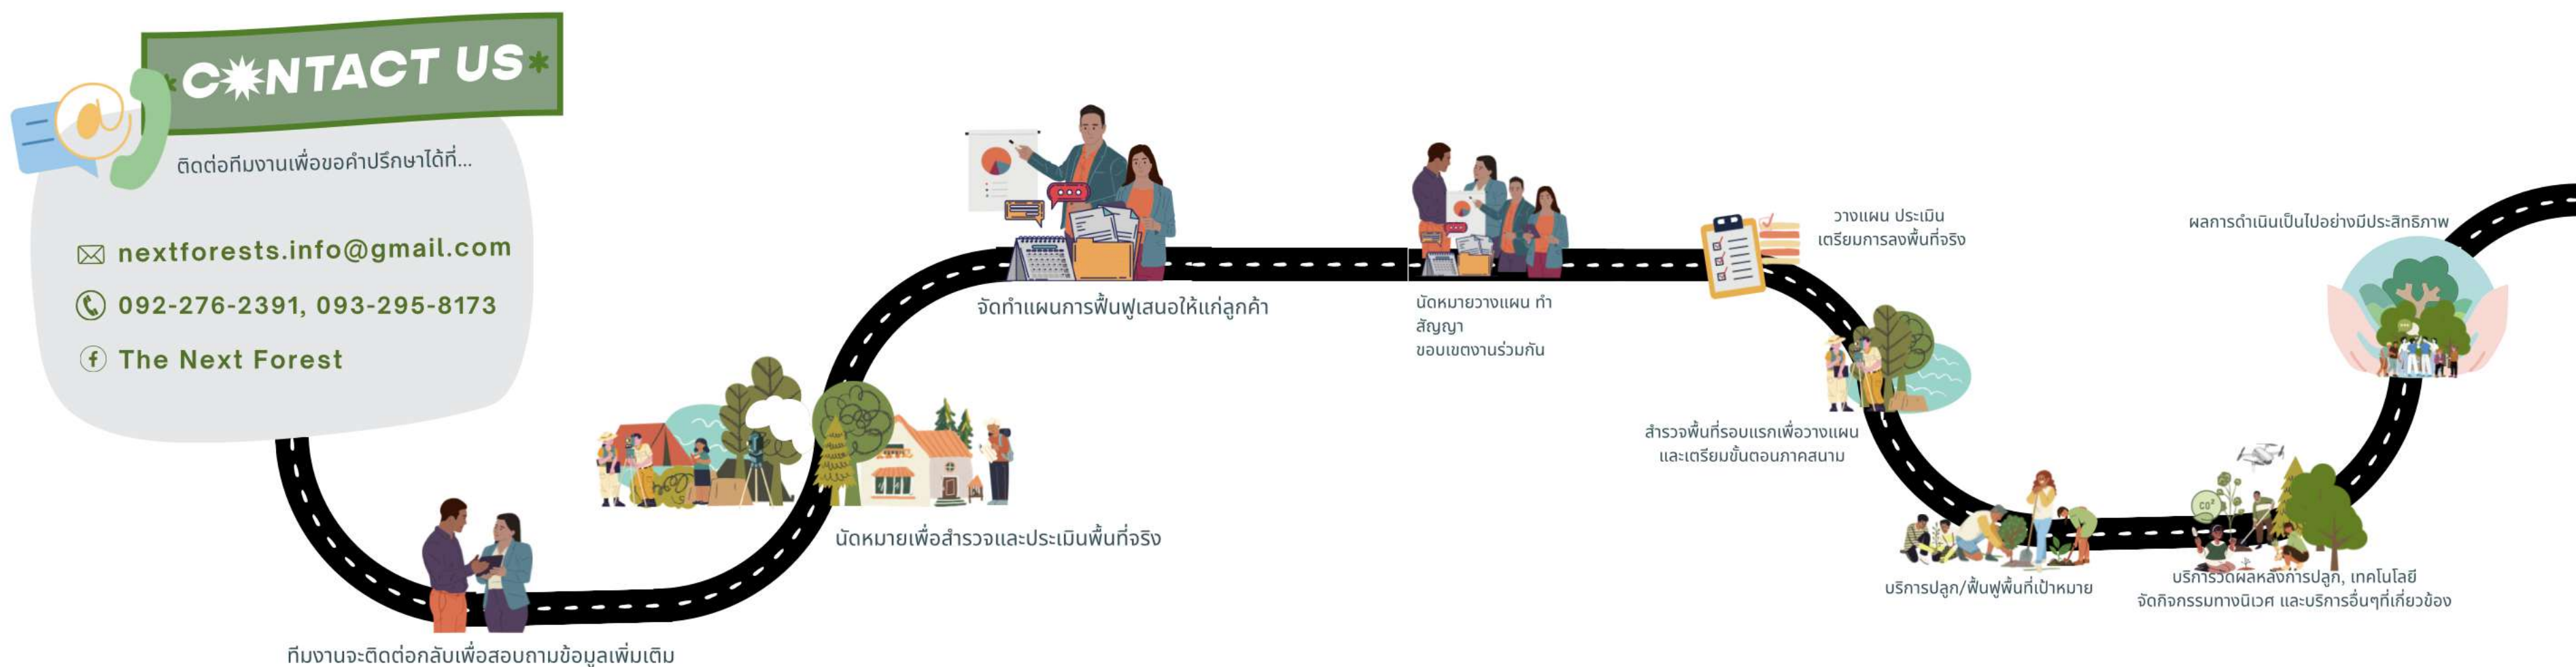 CONTACT US
ติดต่อทีมงานเพื่อขอคำปรึกษาได้ที่...
nextforests.info@gmail.com
092-276-2391, 093-295-8173
The Next Forest
ทีมงานจะติดต่อกลับเพื่อสอบถามข้อมูลเพิ่มเติม
นัดหมายเพื่อสำรวจและประเมินพื้นที่จริง
จัดทำแผนการฟื้นฟูเสนอให้แก่ลูกค้า
นัดหมายวางแผน ทำ
สัญญา
ขอบเขตงานร่วมกัน
วางแผน ประเมิน
เตรียมการลงพื้นที่จริง
สำรวจพื้นที่รอบแรกเพื่อวางแผน
และเตรียมขั้นตอนภาคสนาม
บริการปลูก/ฟื้นฟูพื้นที่เป้าหมาย
CO²
บริการวัดผลหลังการปลูก, เทคโนโลยี
จัดกิจกรรมทางนิเวศ และบริการอื่นๆที่เกี่ยวข้อง
ผลการดำเนินเป็นไปอย่างมีประสิทธิภาพ